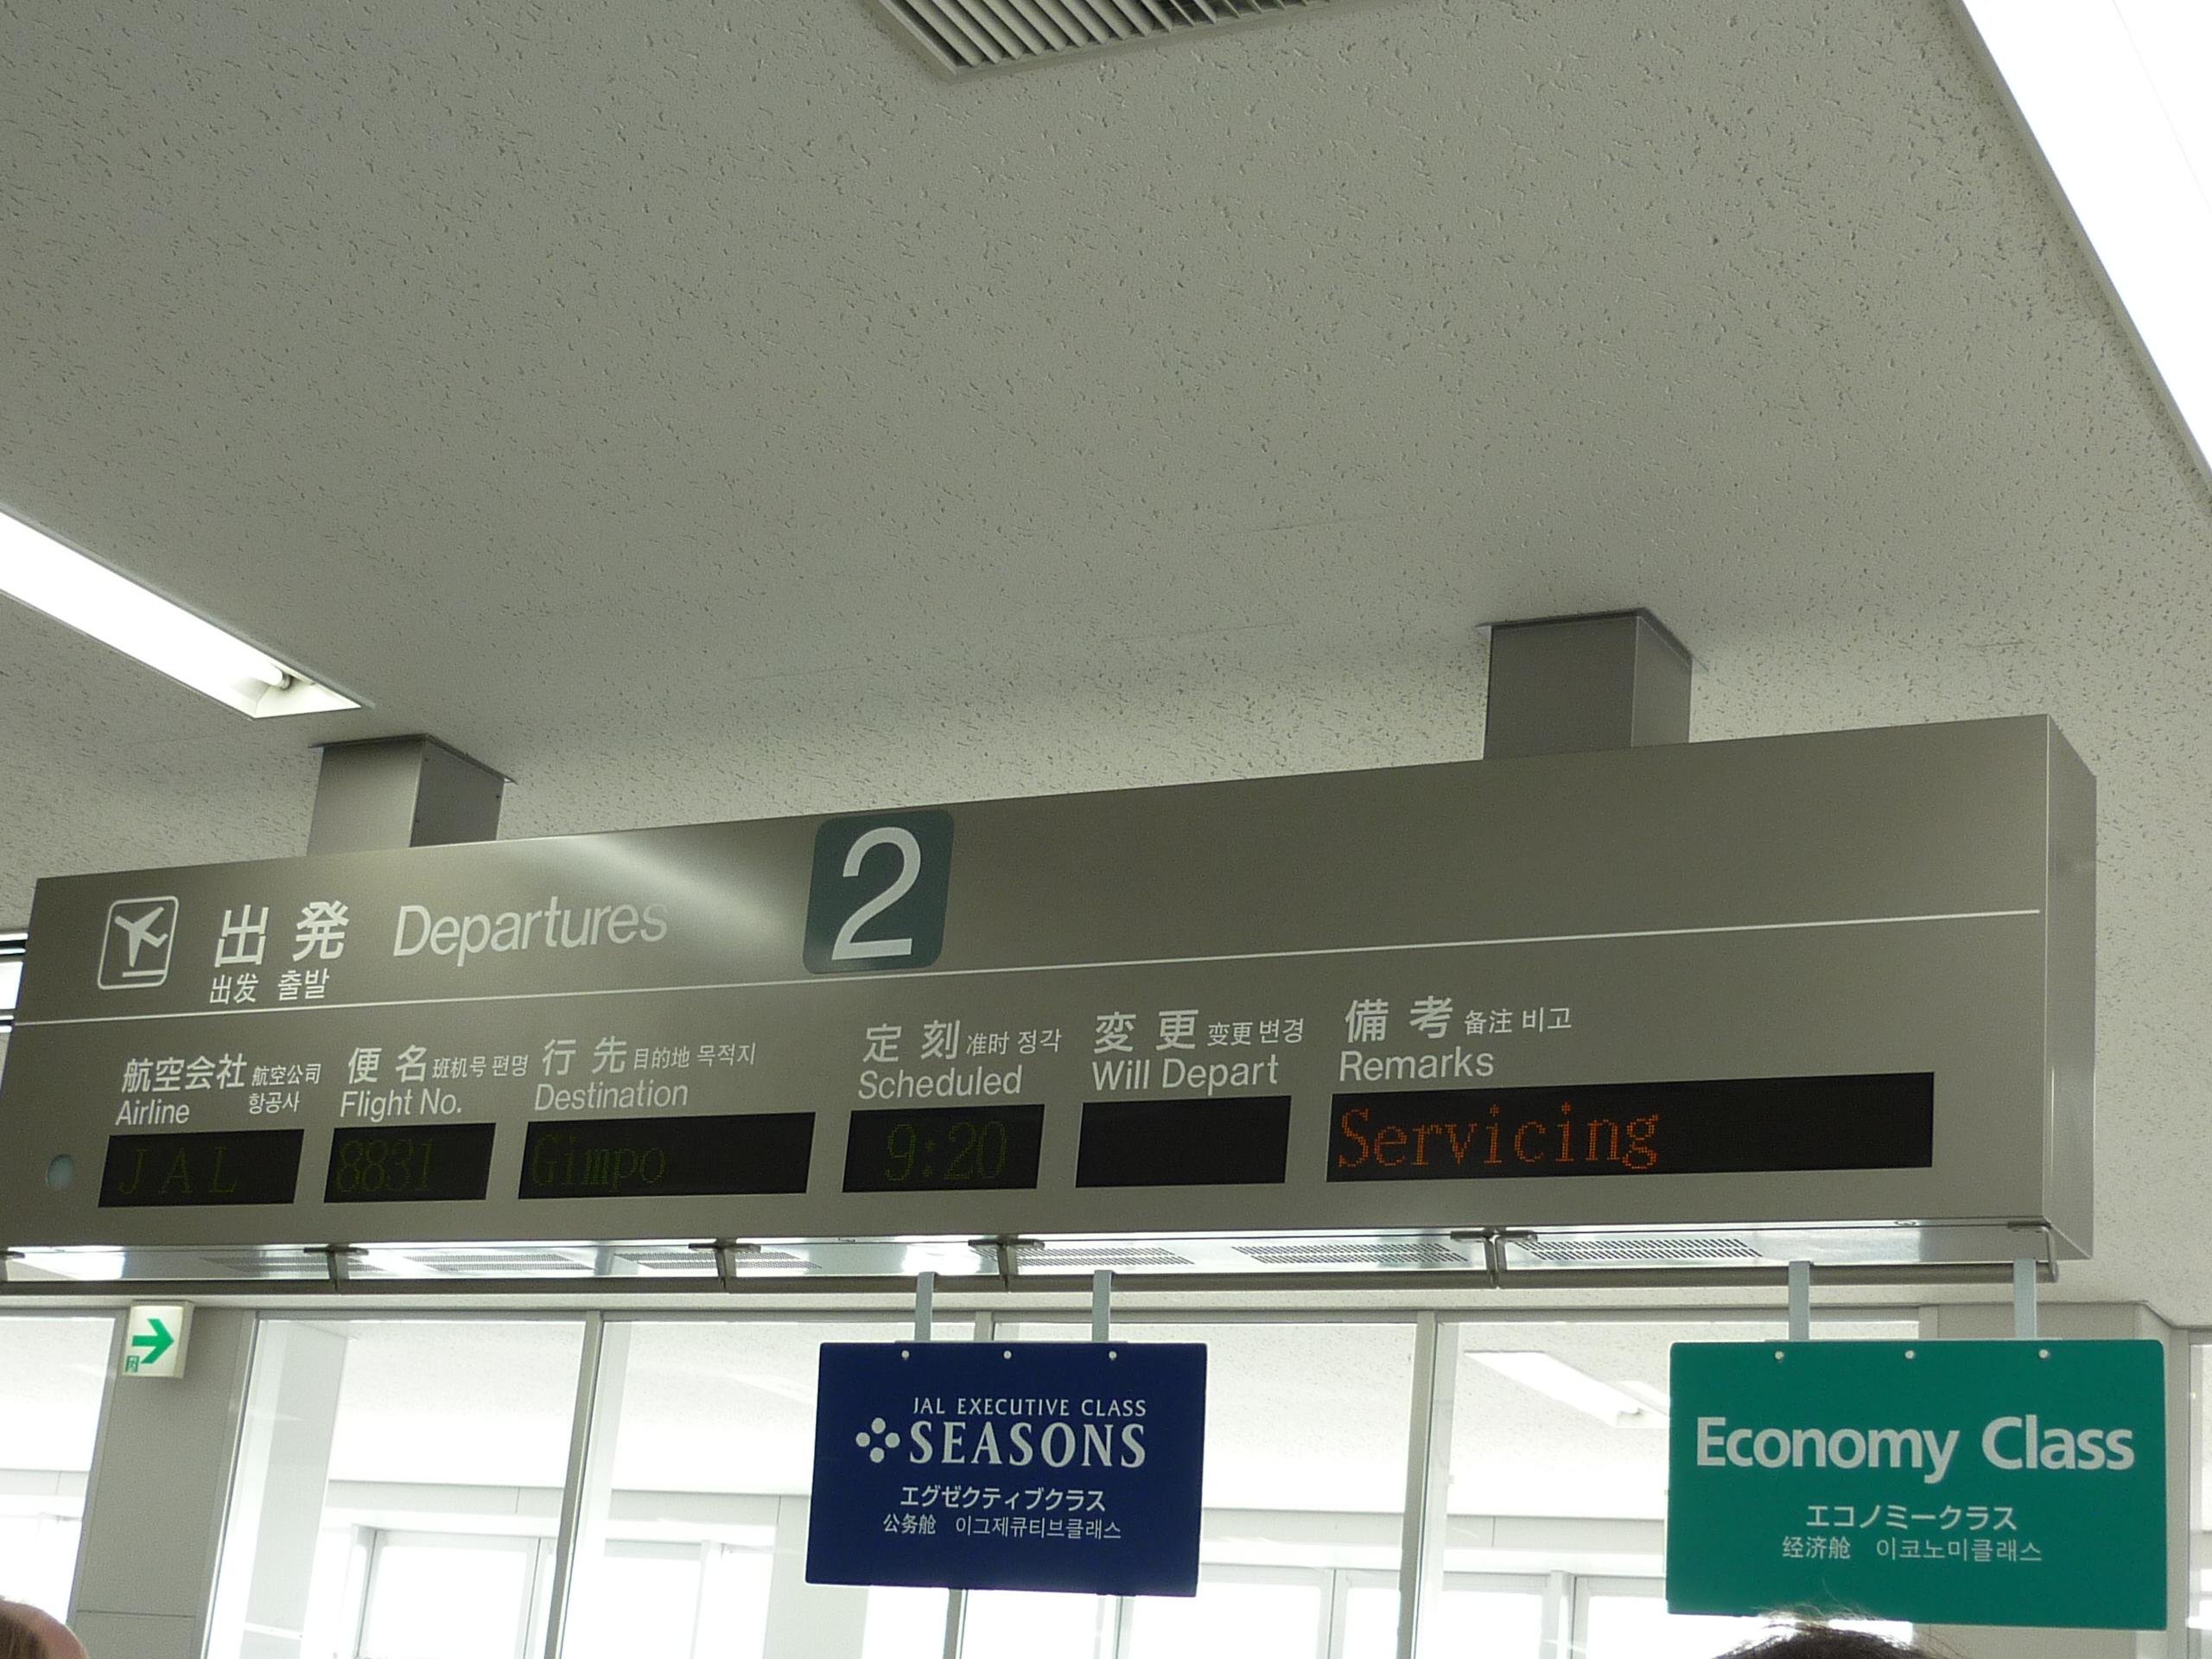 出発 Departures 2
出发 출발
航空会社 航空公司
Airline 항공사
便名 班机号 편명
Flight No.
行先 目的地 목적지
Destination
定刻 准时 정각
Scheduled
変更 变更 변경
Will Depart
備考 备注 비고
Remarks
JAL 8831 Gimpo 9:20 Servicing
JAL EXECUTIVE CLASS
SEASONS
エグゼクティブクラス
公务舱 이그제큐티브클래스
Economy Class
エコノミークラス
经济舱 이코노미클래스